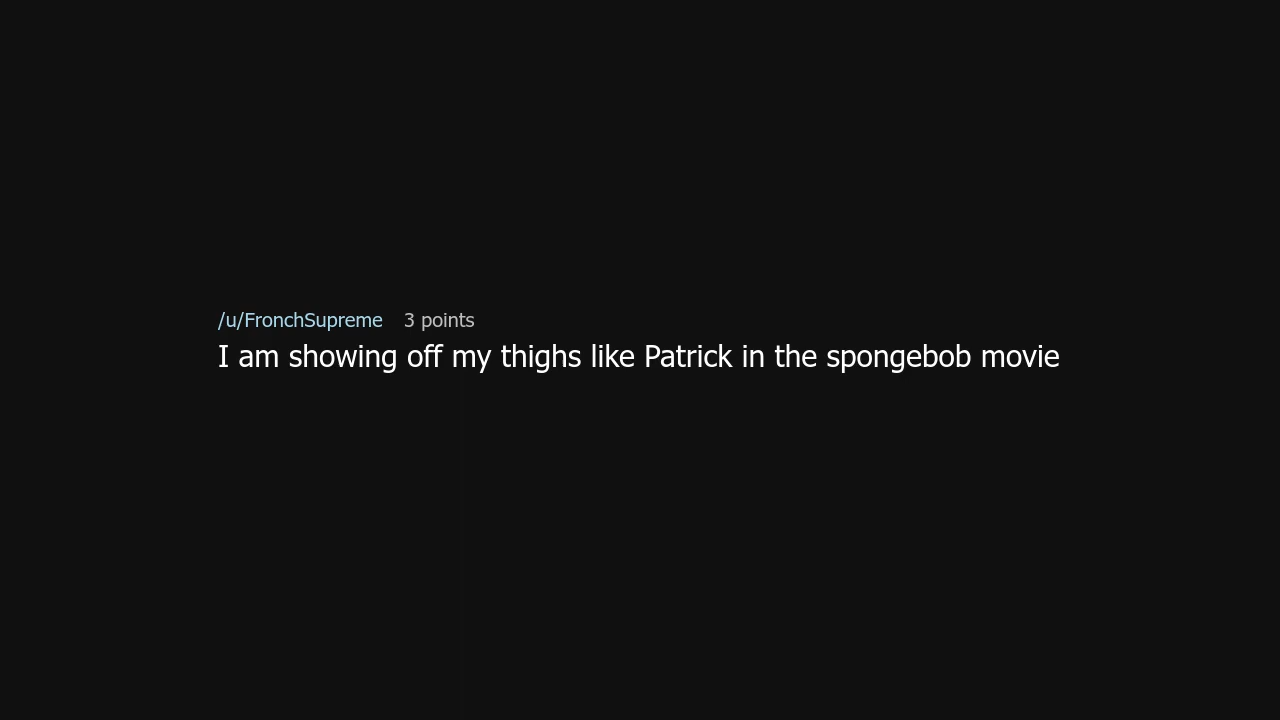 /u/FronchSupreme 3 points
I am showing off my thighs like Patrick in the spongebob movie